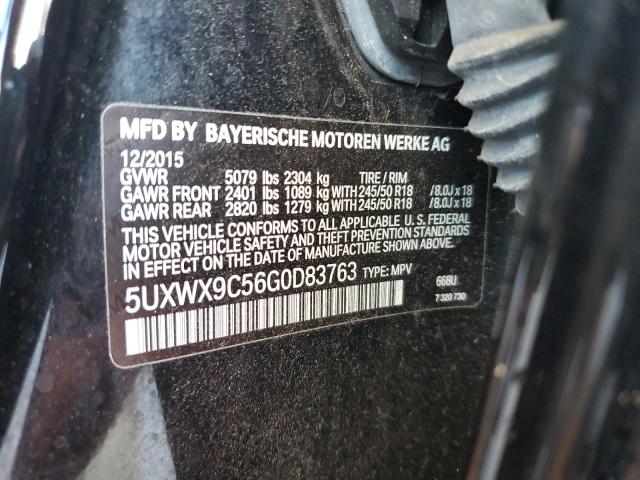 MFD BY BAYERISCHE MOTOREN WERKE AG
12/2015
GVWR 5079 lbs 2304 kg TIRE / RIM
GAWR FRONT 2401 lbs 1089 kg WITH 245/50 R18 /8.0J x 18
GAWR REAR 2820 lbs 1279 kg WITH 245/50 R18 /8.0J x 18
THIS VEHICLE CONFORMS TO ALL APPLICABLE U. S. FEDERAL
MOTOR VEHICLE SAFETY AND THEFT PREVENTION STANDARDS
IN EFFECT ON THE DATE OF MANUFACTURE SHOWN ABOVE.
5UXWX9C56G0D83763 TYPE: MPV 668U
7 320 730